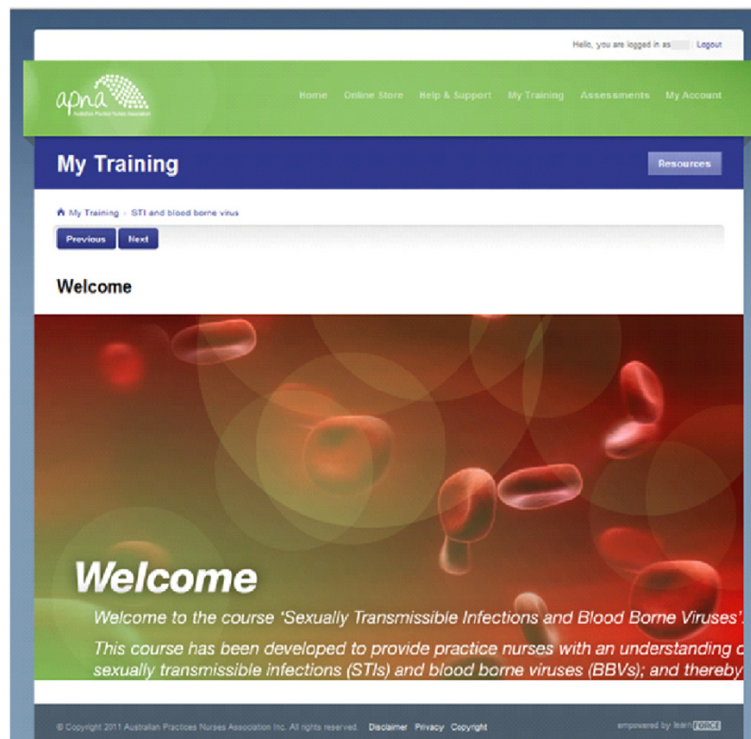 Hello, you are logged in as Logout
apna
Australian Practice Nurses Association
Home Online Store Help & Support My Training Assessments My Account
My Training
Resources
My Training › STI and blood borne virus
Previous Next
Welcome
Welcome
Welcome to the course 'Sexually Transmissible Infections and Blood Borne Viruses'.
This course has been developed to provide practice nurses with an understanding
sexually transmissible infections (STIs) and blood borne viruses (BBVs); and thereby
© Copyright 2011 Australian Practices Nurses Association Inc. All rights reserved. Disclaimer Privacy Copyright
empowered by learnFORCE